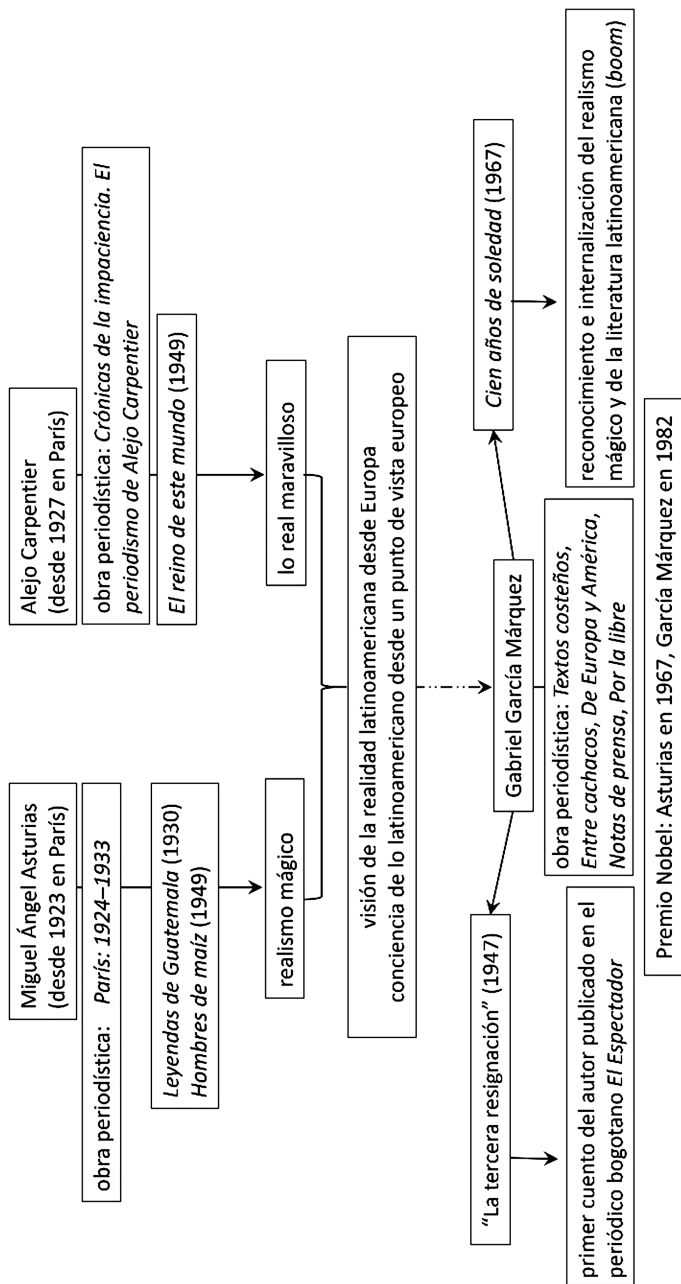 Miguel Ángel Asturias
(desde 1923 en París)
obra periodística: París: 1924–1933
Leyendas de Guatemala (1930)
Hombres de maíz (1949)
realismo mágico
Alejo Carpentier
(desde 1927 en París)
obra periodística: Crónicas de la impaciencia. El
periodismo de Alejo Carpentier
El reino de este mundo (1949)
lo real maravilloso
visión de la realidad latinoamericana desde Europa
conciencia de lo latinoamericano desde un punto de vista europeo
Gabriel García Márquez
obra periodística: Textos costeños,
Entre cachacos, De Europa y América,
Notas de prensa, Por la libre
“La tercera resignación” (1947)
primer cuento del autor publicado en el
periódico bogotano El Espectador
Cien años de soledad (1967)
reconocimiento e internalización del realismo
mágico y de la literatura latinoamericana (boom)
Premio Nobel: Asturias en 1967, García Márquez en 1982